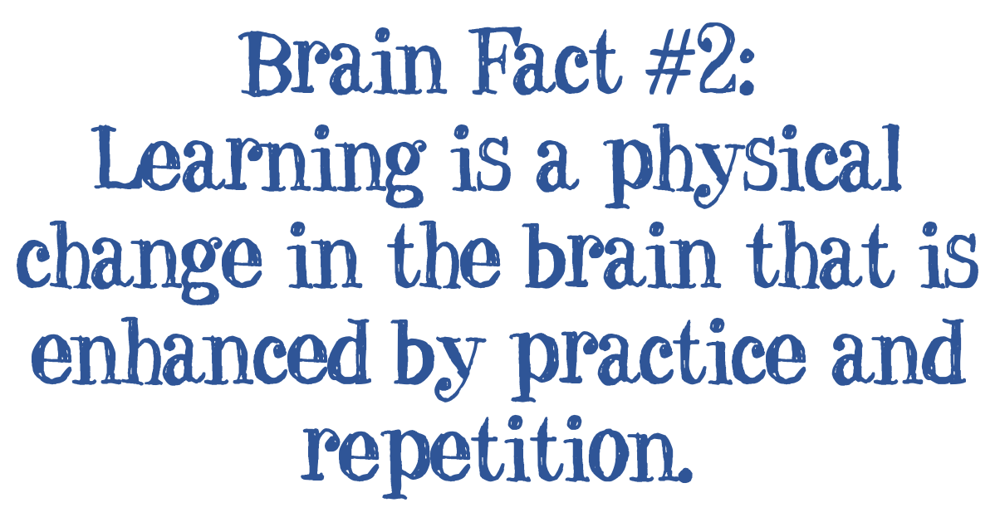 Brain Fact #2:
Learning is a physical
change in the brain that is
enhanced by practice and
repetition.